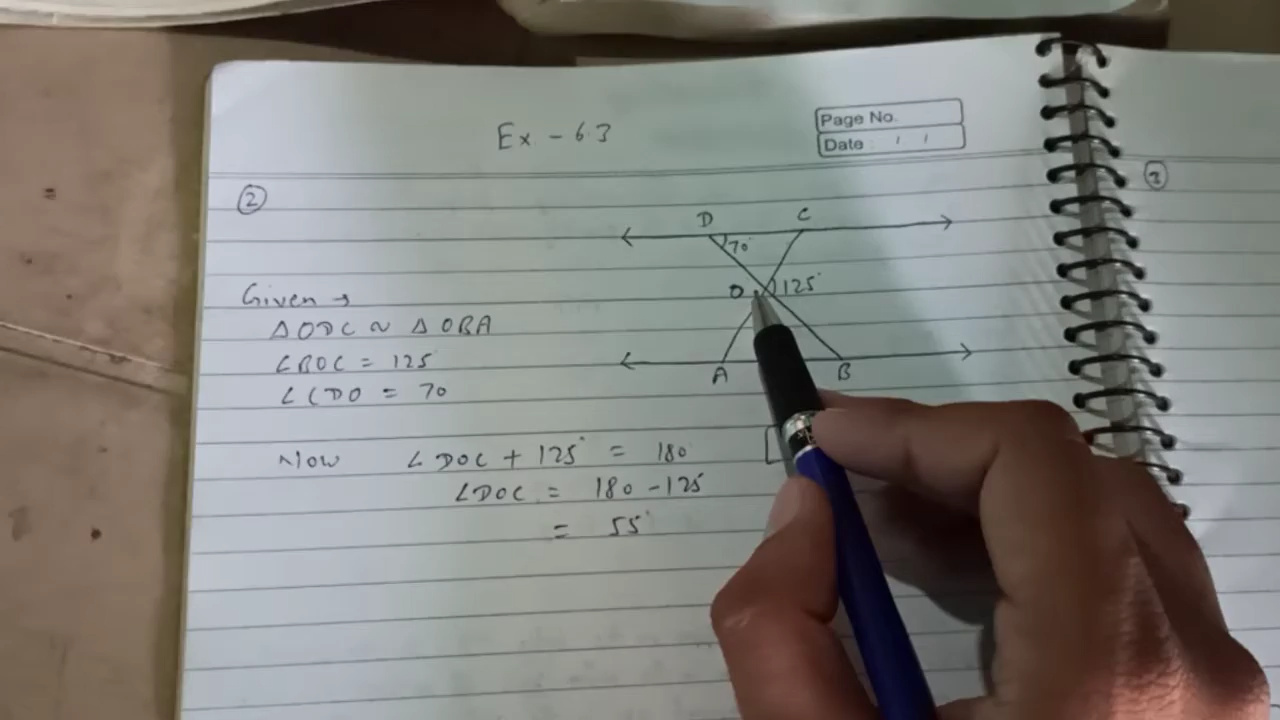 Ex - 6.3
Page No.
Date : / /
②
②
D C
70°
O 125°
A B
Given →
Δ ODC ~ Δ OBA
∠BOC = 125°
∠CDO = 70
Now ∠DOC + 125° = 180
∠DOC = 180 - 125
= 55°